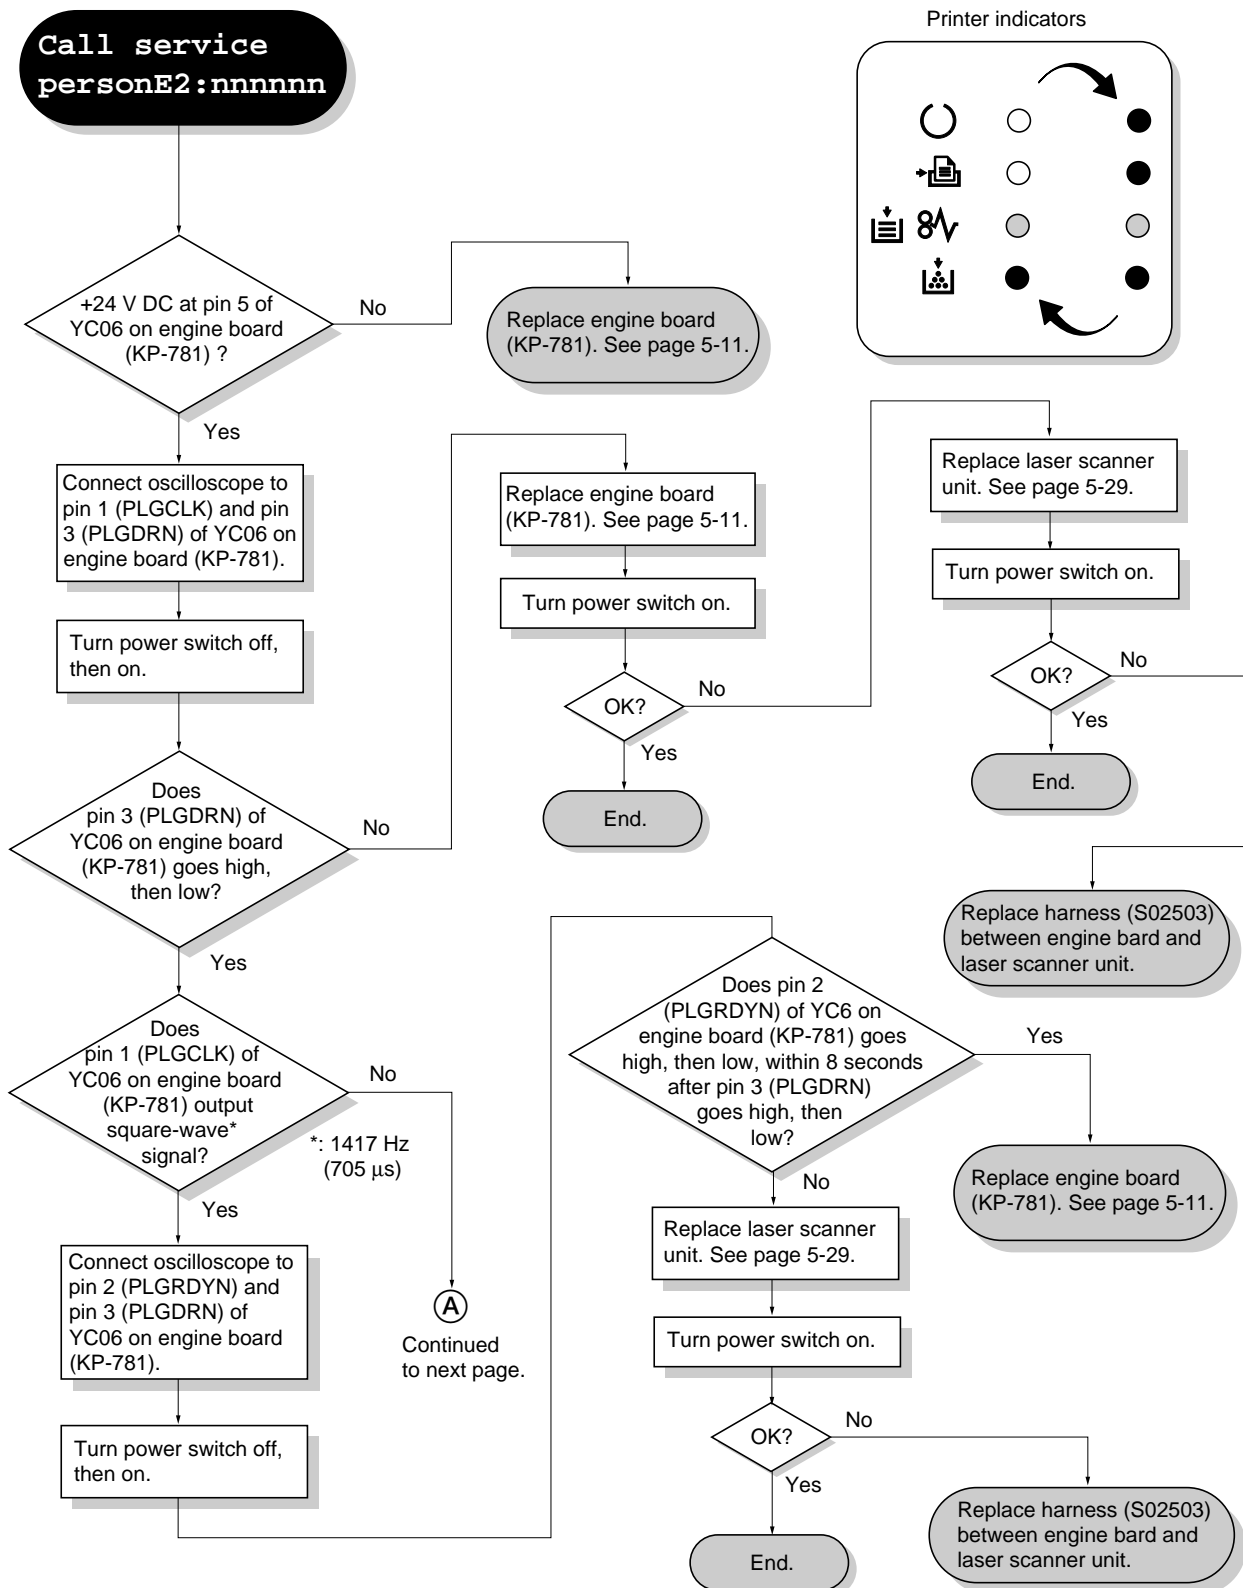 Call service
personE2:nnnnnn
Printer indicators
+24 V DC at pin 5 of
YC06 on engine board
(KP-781) ?
No
Replace engine board
(KP-781). See page 5-11.
Yes
Connect oscilloscope to
pin 1 (PLGCLK) and pin
3 (PLGDRN) of YC06 on
engine board (KP-781).
Turn power switch off,
then on.
Does
pin 3 (PLGDRN) of
YC06 on engine board
(KP-781) goes high,
then low?
No
Replace engine board
(KP-781). See page 5-11.
Turn power switch on.
OK?
No
Yes
End.
Replace laser scanner
unit. See page 5-29.
Turn power switch on.
OK?
No
Yes
End.
Replace harness (S02503)
between engine bard and
laser scanner unit.
Yes
Does
pin 1 (PLGCLK) of
YC06 on engine board
(KP-781) output
square-wave*
signal?
No
*: 1417 Hz
(705 µs)
A
Continued
to next page.
Yes
Connect oscilloscope to
pin 2 (PLGRDYN) and
pin 3 (PLGDRN) of
YC06 on engine board
(KP-781).
Turn power switch off,
then on.
Does pin 2
(PLGRDYN) of YC6 on
engine board (KP-781) goes
high, then low, within 8 seconds
after pin 3 (PLGDRN)
goes high, then
low?
Yes
Replace engine board
(KP-781). See page 5-11.
No
Replace laser scanner
unit. See page 5-29.
Turn power switch on.
OK?
No
Yes
End.
Replace harness (S02503)
between engine bard and
laser scanner unit.